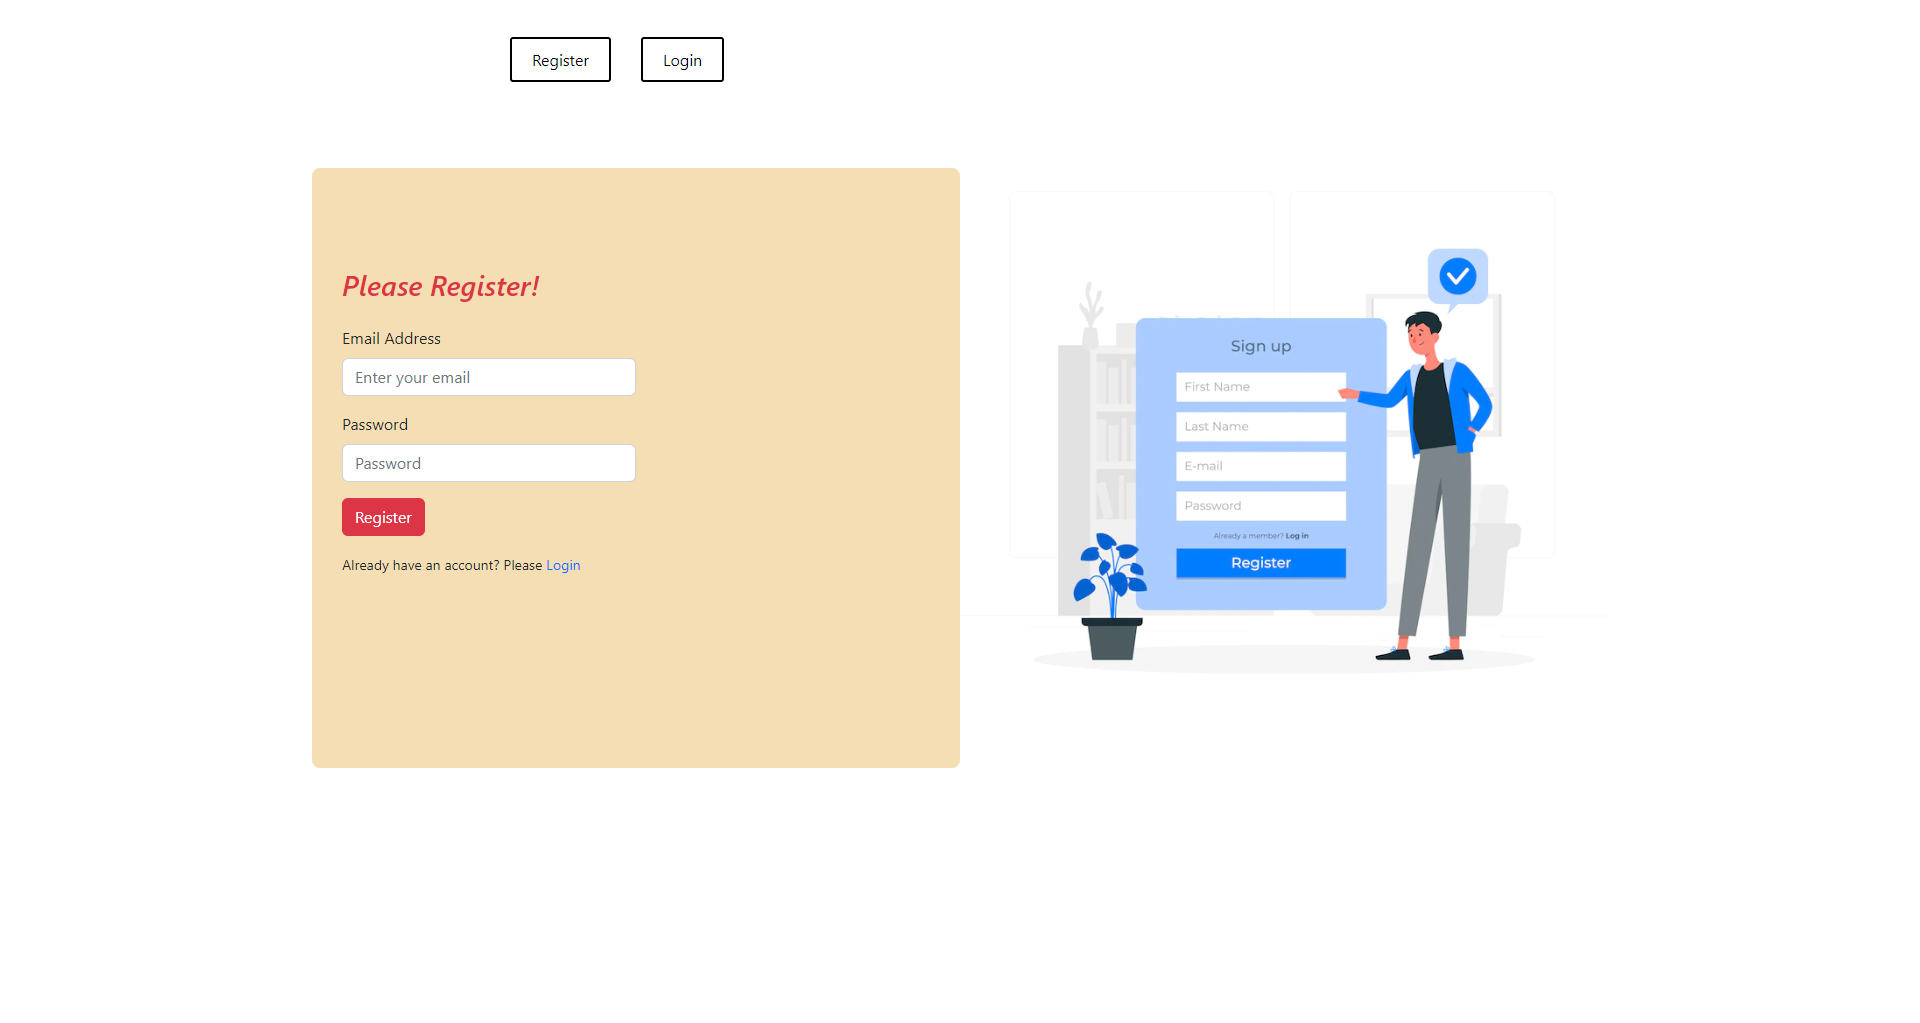 Register Login
Please Register!
Email Address
Enter your email
Password
Password
Register
Already have an account? Please Login
Sign up
First Name
Last Name
E-mail
Password
Already a member? Log in
Register